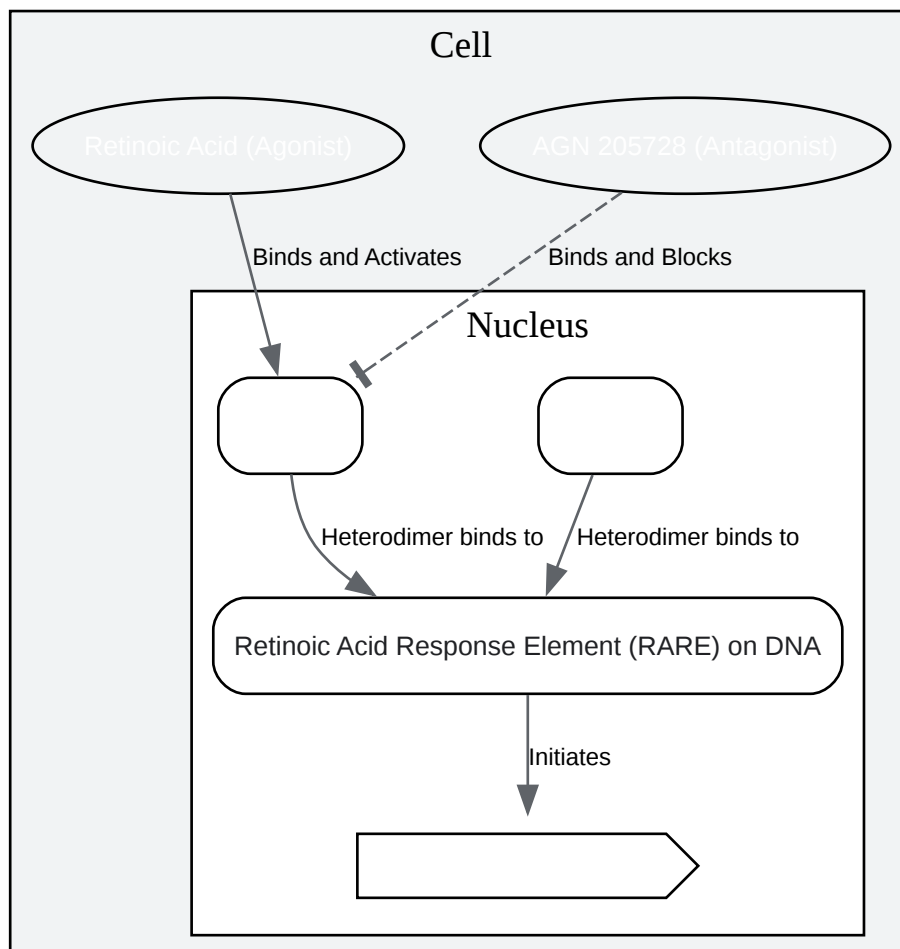 Cell
Retinoic Acid (Agonist)
AGN 205728 (Antagonist)
Binds and Activates
Binds and Blocks
Nucleus
Heterodimer binds to
Heterodimer binds to
Retinoic Acid Response Element (RARE) on DNA
Initiates